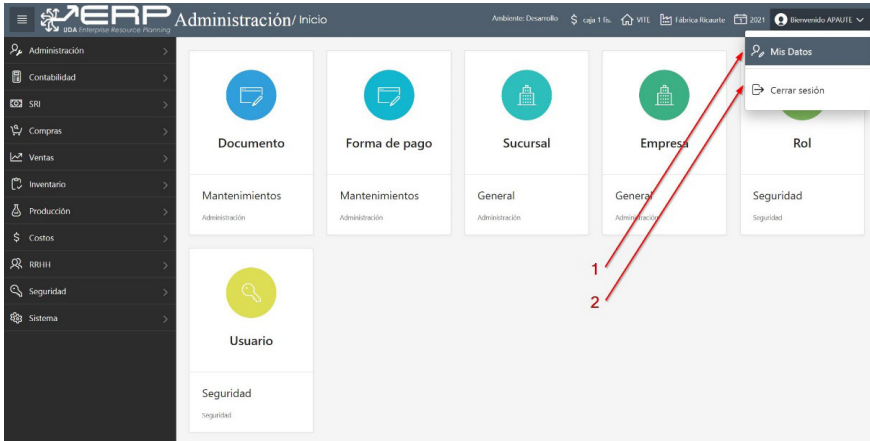 ERP
UDA Enterprise Resource Planning
Administración/ Inicio
Ambiente: Desarrollo
caja 1 fis.
VITE
Fábrica Ricaurte
2021
Bienvenido APAUTE
Mis Datos
Cerrar sesión
Administración
Contabilidad
SRI
Compras
Ventas
Inventario
Producción
$ Costos
RRHH
Seguridad
Sistema
Documento
Mantenimientos
Administración
Forma de pago
Mantenimientos
Administración
Sucursal
General
Administración
Empresa
General
Administración
Rol
Seguridad
Seguridad
Usuario
Seguridad
Seguridad
1
2